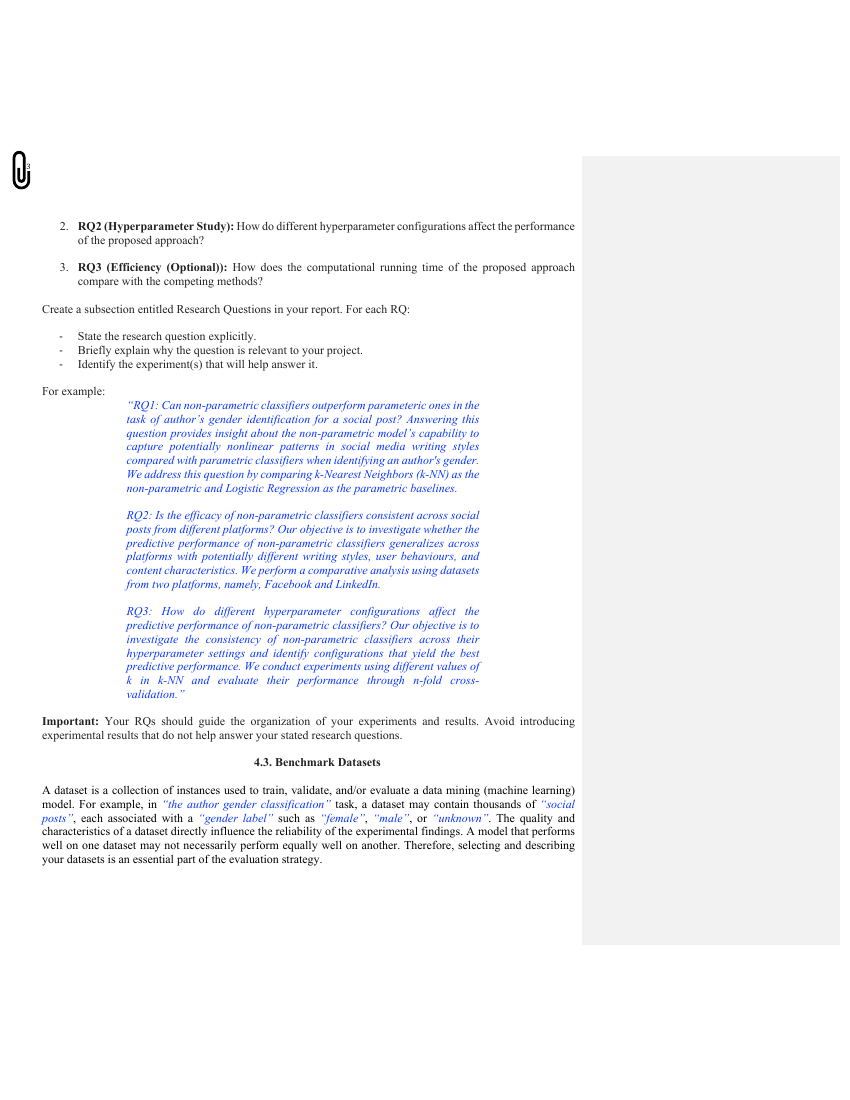 3
2. RQ2 (Hyperparameter Study): How do different hyperparameter configurations affect the performance
of the proposed approach?
3. RQ3 (Efficiency (Optional)): How does the computational running time of the proposed approach
compare with the competing methods?
Create a subsection entitled Research Questions in your report. For each RQ:
- State the research question explicitly.
- Briefly explain why the question is relevant to your project.
- Identify the experiment(s) that will help answer it.
For example:
“RQ1: Can non-parametric classifiers outperform parameteric ones in the
task of author’s gender identification for a social post? Answering this
question provides insight about the non-parametric model’s capability to
capture potentially nonlinear patterns in social media writing styles
compared with parametric classifiers when identifying an author's gender.
We address this question by comparing k-Nearest Neighbors (k-NN) as the
non-parametric and Logistic Regression as the parametric baselines.
RQ2: Is the efficacy of non-parametric classifiers consistent across social
posts from different platforms? Our objective is to investigate whether the
predictive performance of non-parametric classifiers generalizes across
platforms with potentially different writing styles, user behaviours, and
content characteristics. We perform a comparative analysis using datasets
from two platforms, namely, Facebook and LinkedIn.
RQ3: How do different hyperparameter configurations affect the
predictive performance of non-parametric classifiers? Our objective is to
investigate the consistency of non-parametric classifiers across their
hyperparameter settings and identify configurations that yield the best
predictive performance. We conduct experiments using different values of
k in k-NN and evaluate their performance through n-fold cross-
validation.”
Important: Your RQs should guide the organization of your experiments and results. Avoid introducing
experimental results that do not help answer your stated research questions.
4.3. Benchmark Datasets
A dataset is a collection of instances used to train, validate, and/or evaluate a data mining (machine learning)
model. For example, in “the author gender classification” task, a dataset may contain thousands of “social
posts”, each associated with a “gender label” such as “female”, “male”, or “unknown”. The quality and
characteristics of a dataset directly influence the reliability of the experimental findings. A model that performs
well on one dataset may not necessarily perform equally well on another. Therefore, selecting and describing
your datasets is an essential part of the evaluation strategy.